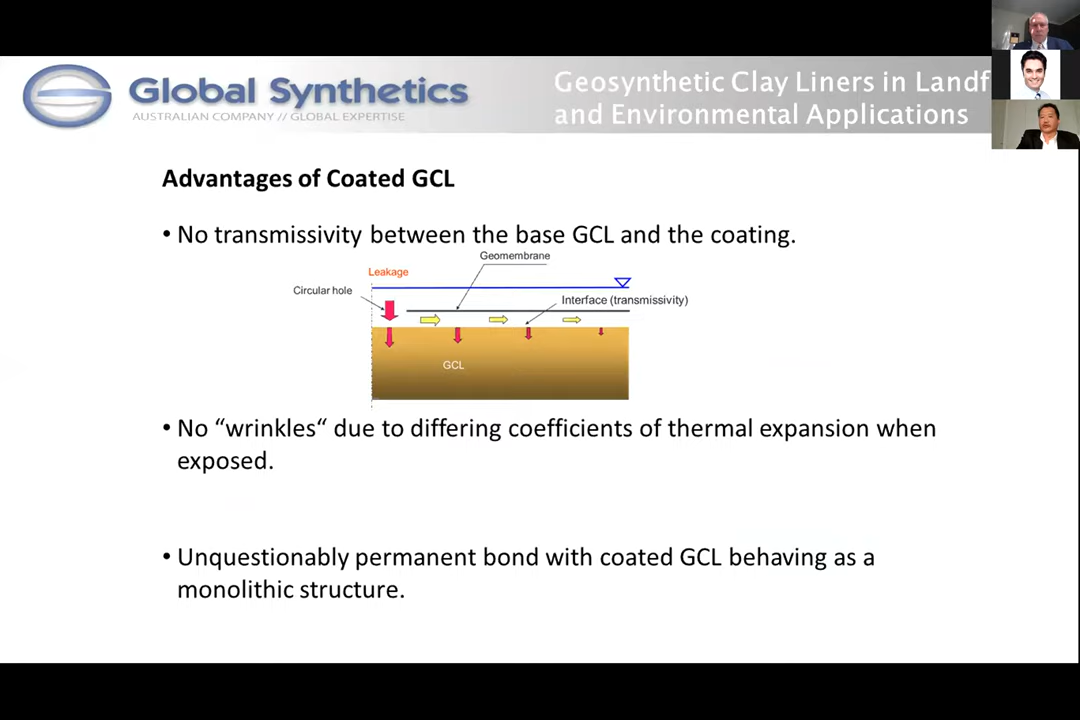 Global Synthetics
AUSTRALIAN COMPANY // GLOBAL EXPERTISE
Geosynthetic Clay Liners in Landf
and Environmental Applications
Advantages of Coated GCL
• No transmissivity between the base GCL and the coating.
Geomembrane
Leakage
Circular hole
Interface (transmissivity)
GCL
• No “wrinkles“ due to differing coefficients of thermal expansion when
exposed.
• Unquestionably permanent bond with coated GCL behaving as a
monolithic structure.